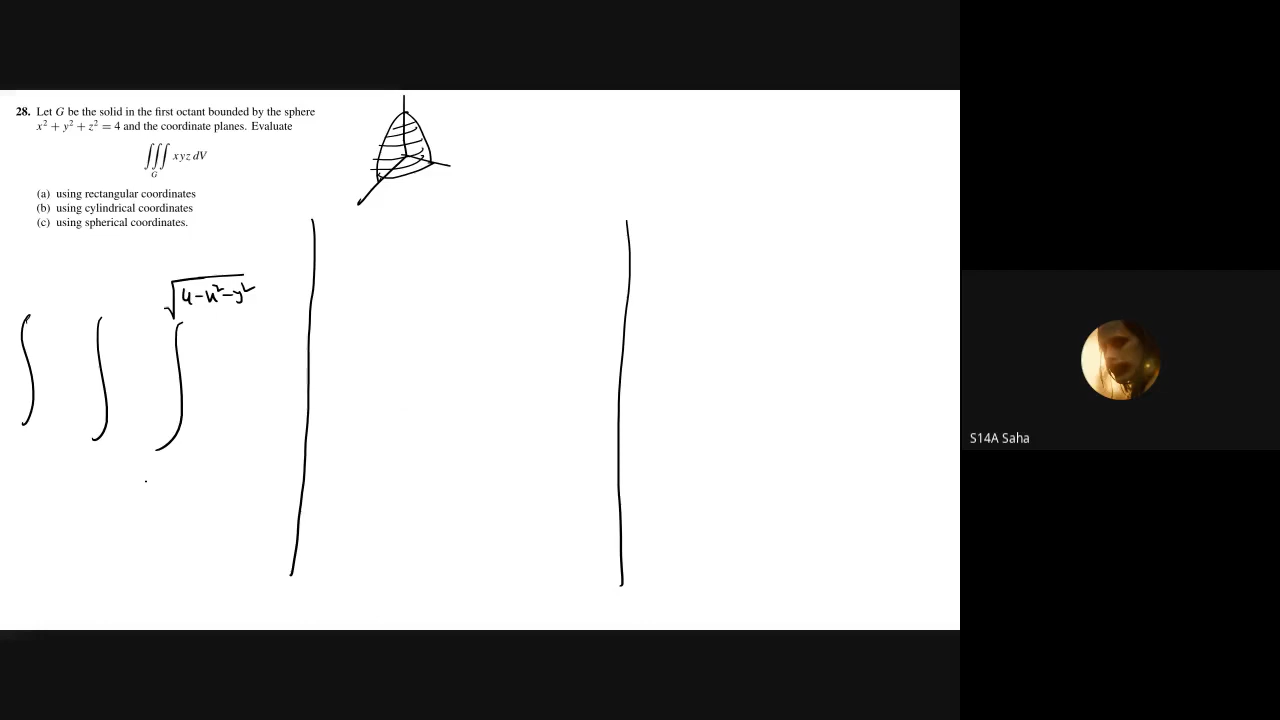 28. Let G be the solid in the first octant bounded by the sphere
x² + y² + z² = 4 and the coordinate planes. Evaluate
∭ xyz dV
G
(a) using rectangular coordinates
(b) using cylindrical coordinates
(c) using spherical coordinates.
√4-x²-y²
∫ ∫ ∫
S14A Saha